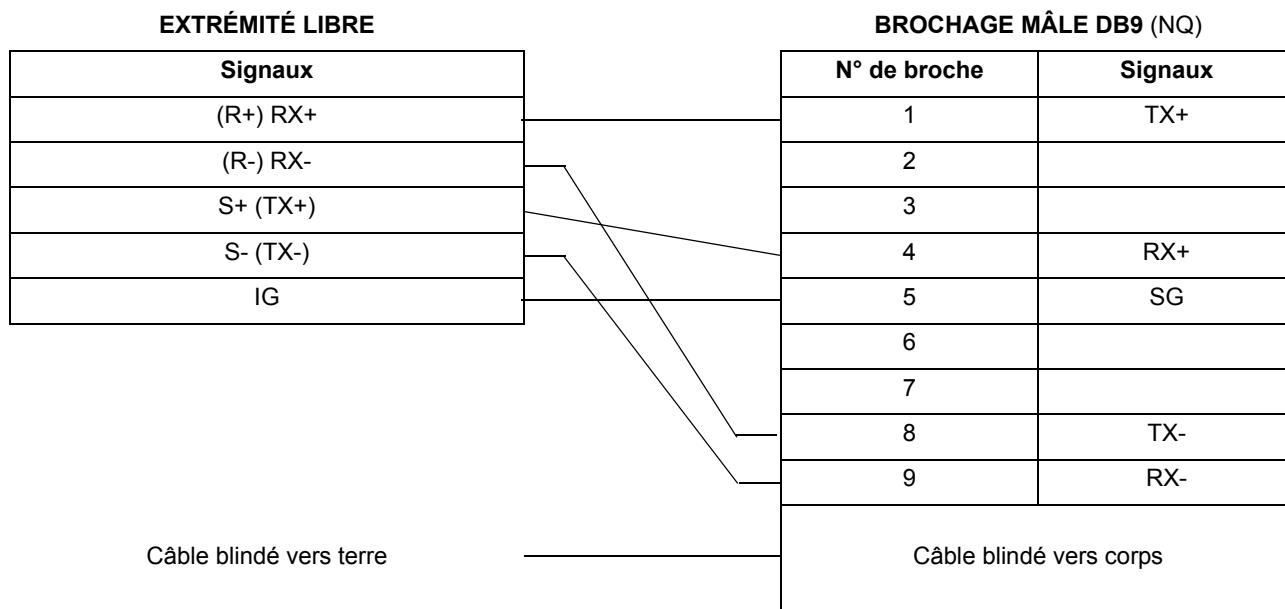 EXTRÉMITÉ LIBRE
Signaux
(R+) RX+
(R-) RX-
S+ (TX+)
S- (TX-)
IG
Câble blindé vers terre
BROCHAGE MÂLE DB9 (NQ)
N° de broche Signaux
1 TX+
2
3
4 RX+
5 SG
6
7
8 TX-
9 RX-
Câble blindé vers corps